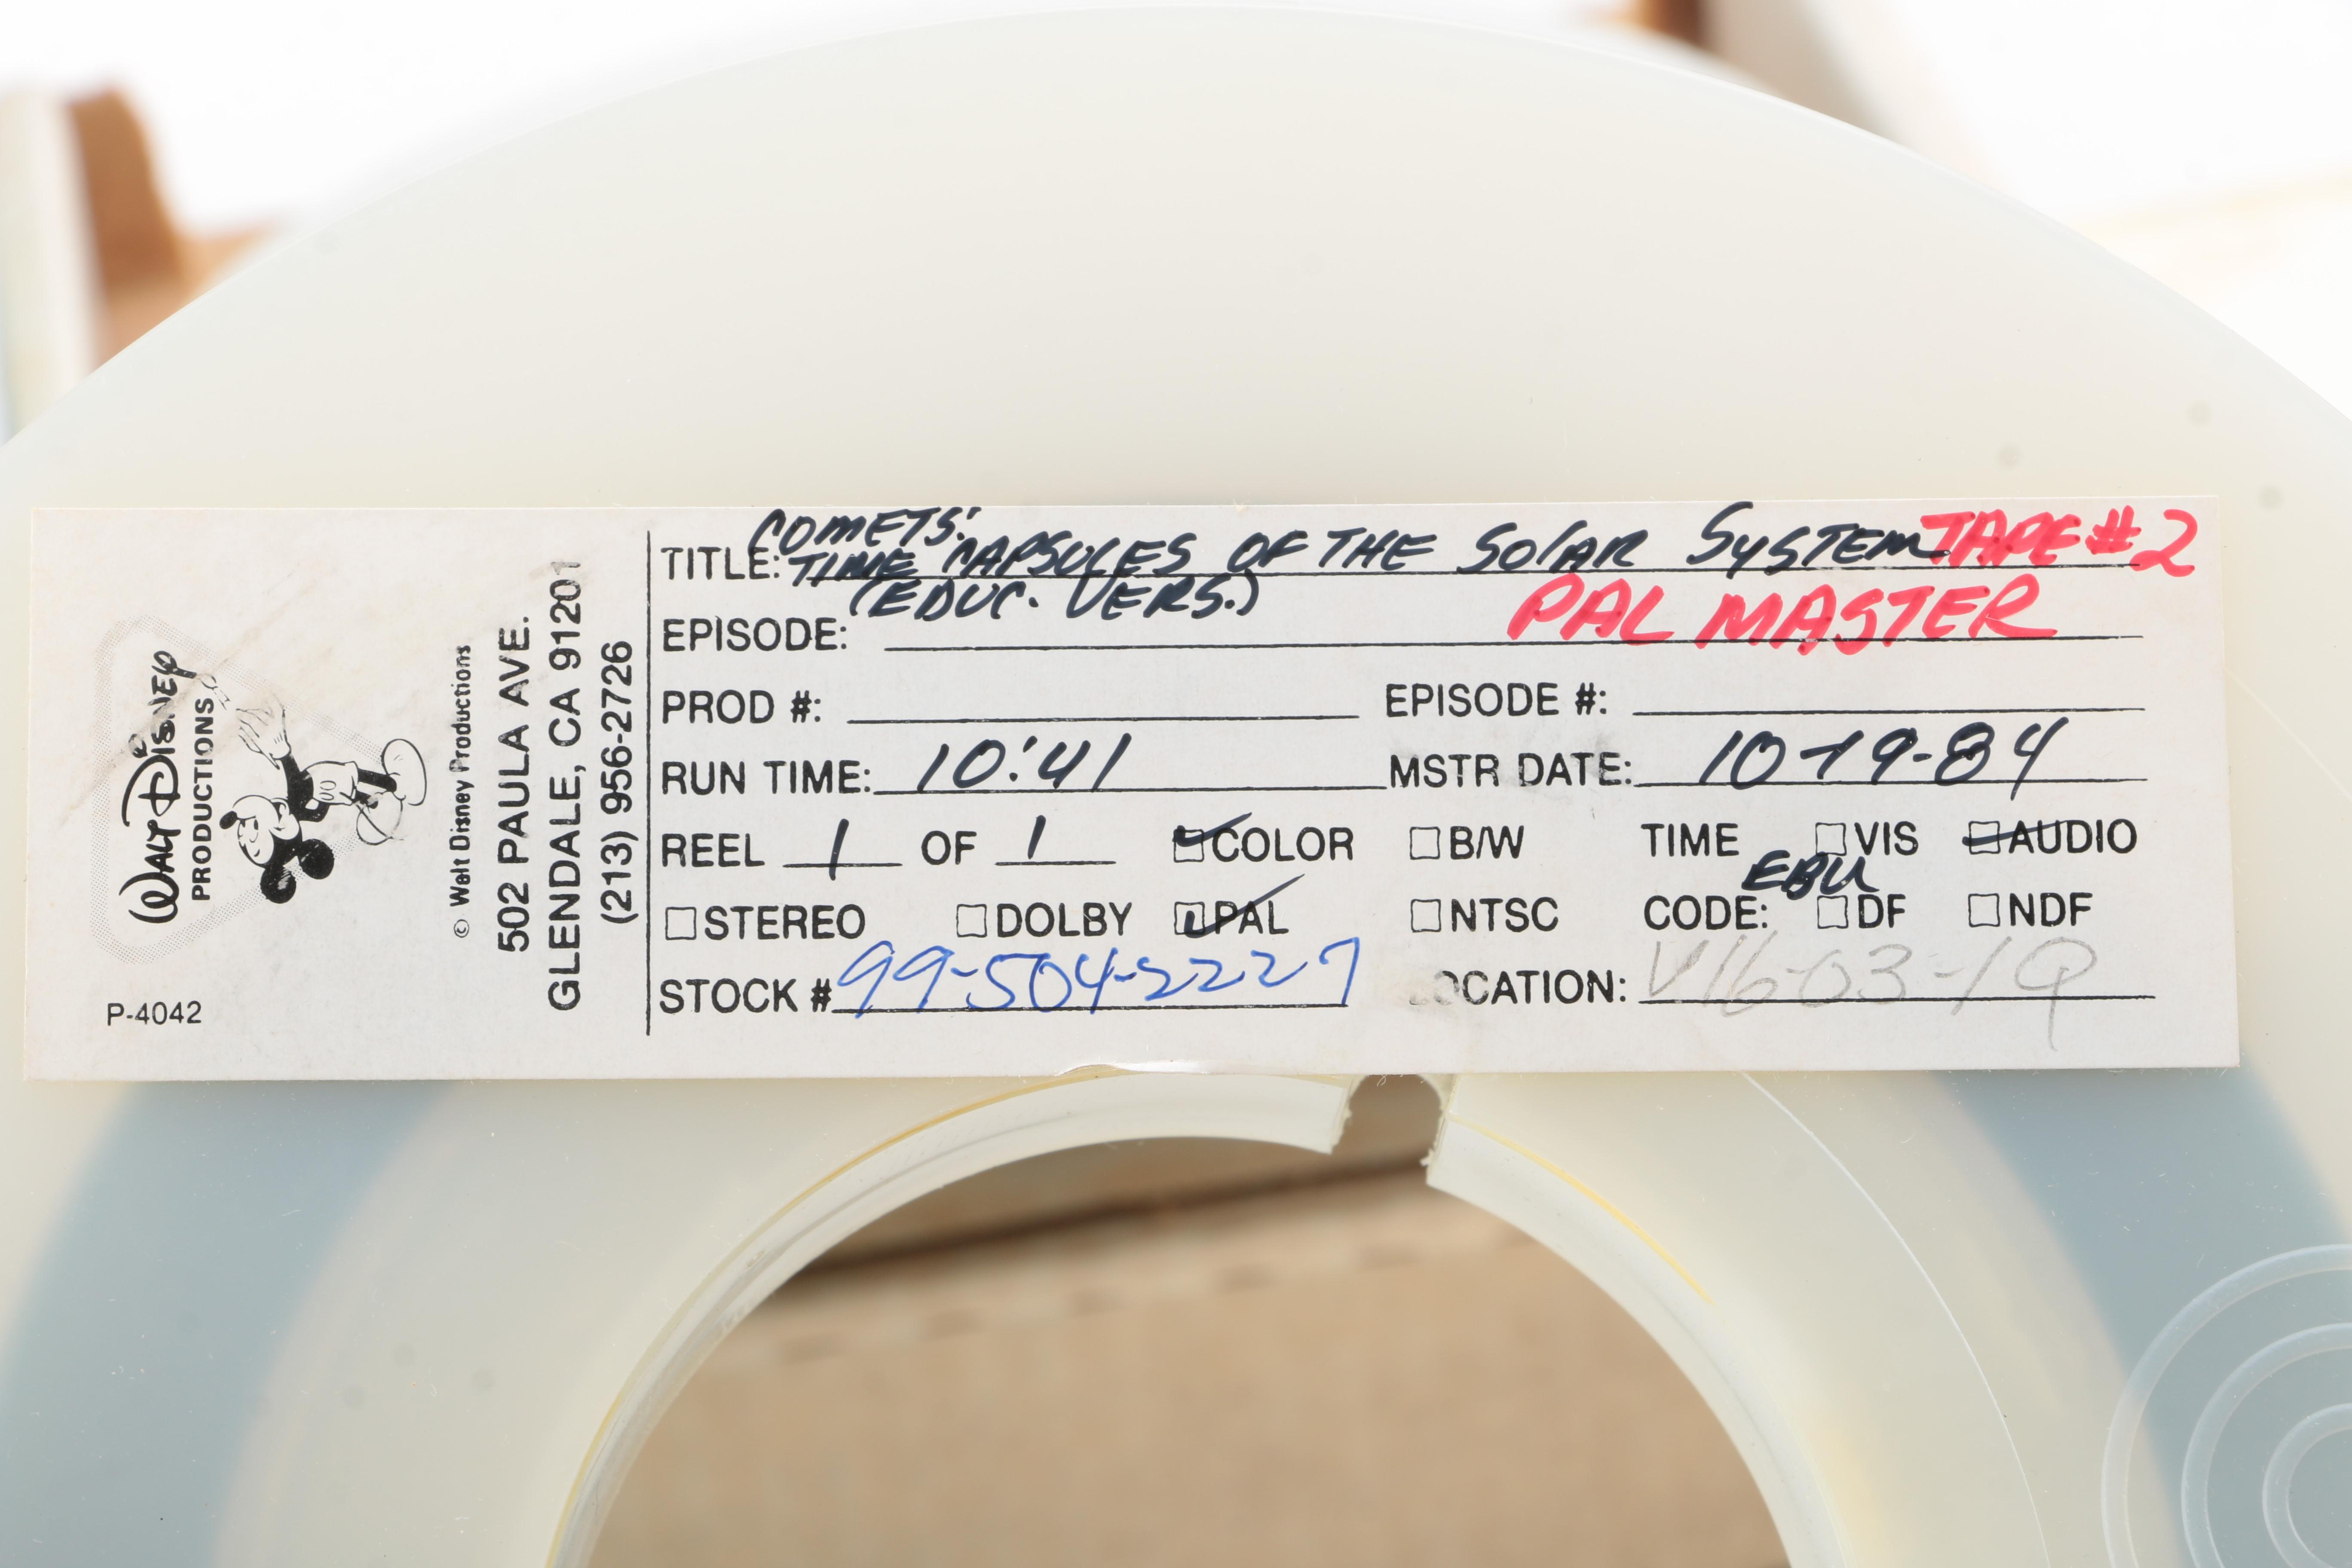 WALT DISNEY
PRODUCTIONS
© Walt Disney Productions
502 PAULA AVE.
GLENDALE, CA 91201
(213) 956-2726
P-4042
COMETS:
TITLE: TIME CAPSULES OF THE SOLAR SYSTEM TAPE #2
(EDUC. VERS.)
EPISODE: PAL MASTER
PROD #: EPISODE #:
RUN TIME: 10:41 MSTR DATE: 10-19-84
REEL 1 OF 1 COLOR B/W TIME VIS AUDIO
EBU
STEREO DOLBY PAL NTSC CODE: DF NDF
STOCK # 99-504-2227 LOCATION: